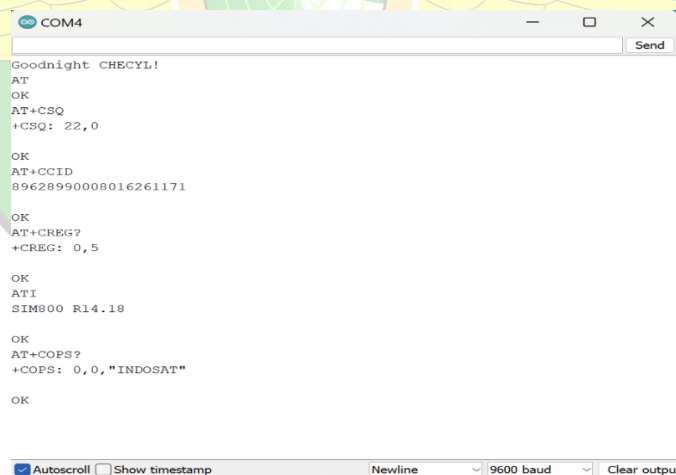 COM4
Send
Goodnight CHECYL!
AT
OK
AT+CSQ
+CSQ: 22,0
OK
AT+CCID
89628990008016261171
OK
AT+CREG?
+CREG: 0,5
OK
ATI
SIM800 R14.18
OK
AT+COPS?
+COPS: 0,0,"INDOSAT"
OK
Autoscroll Show timestamp Newline 9600 baud Clear outpu